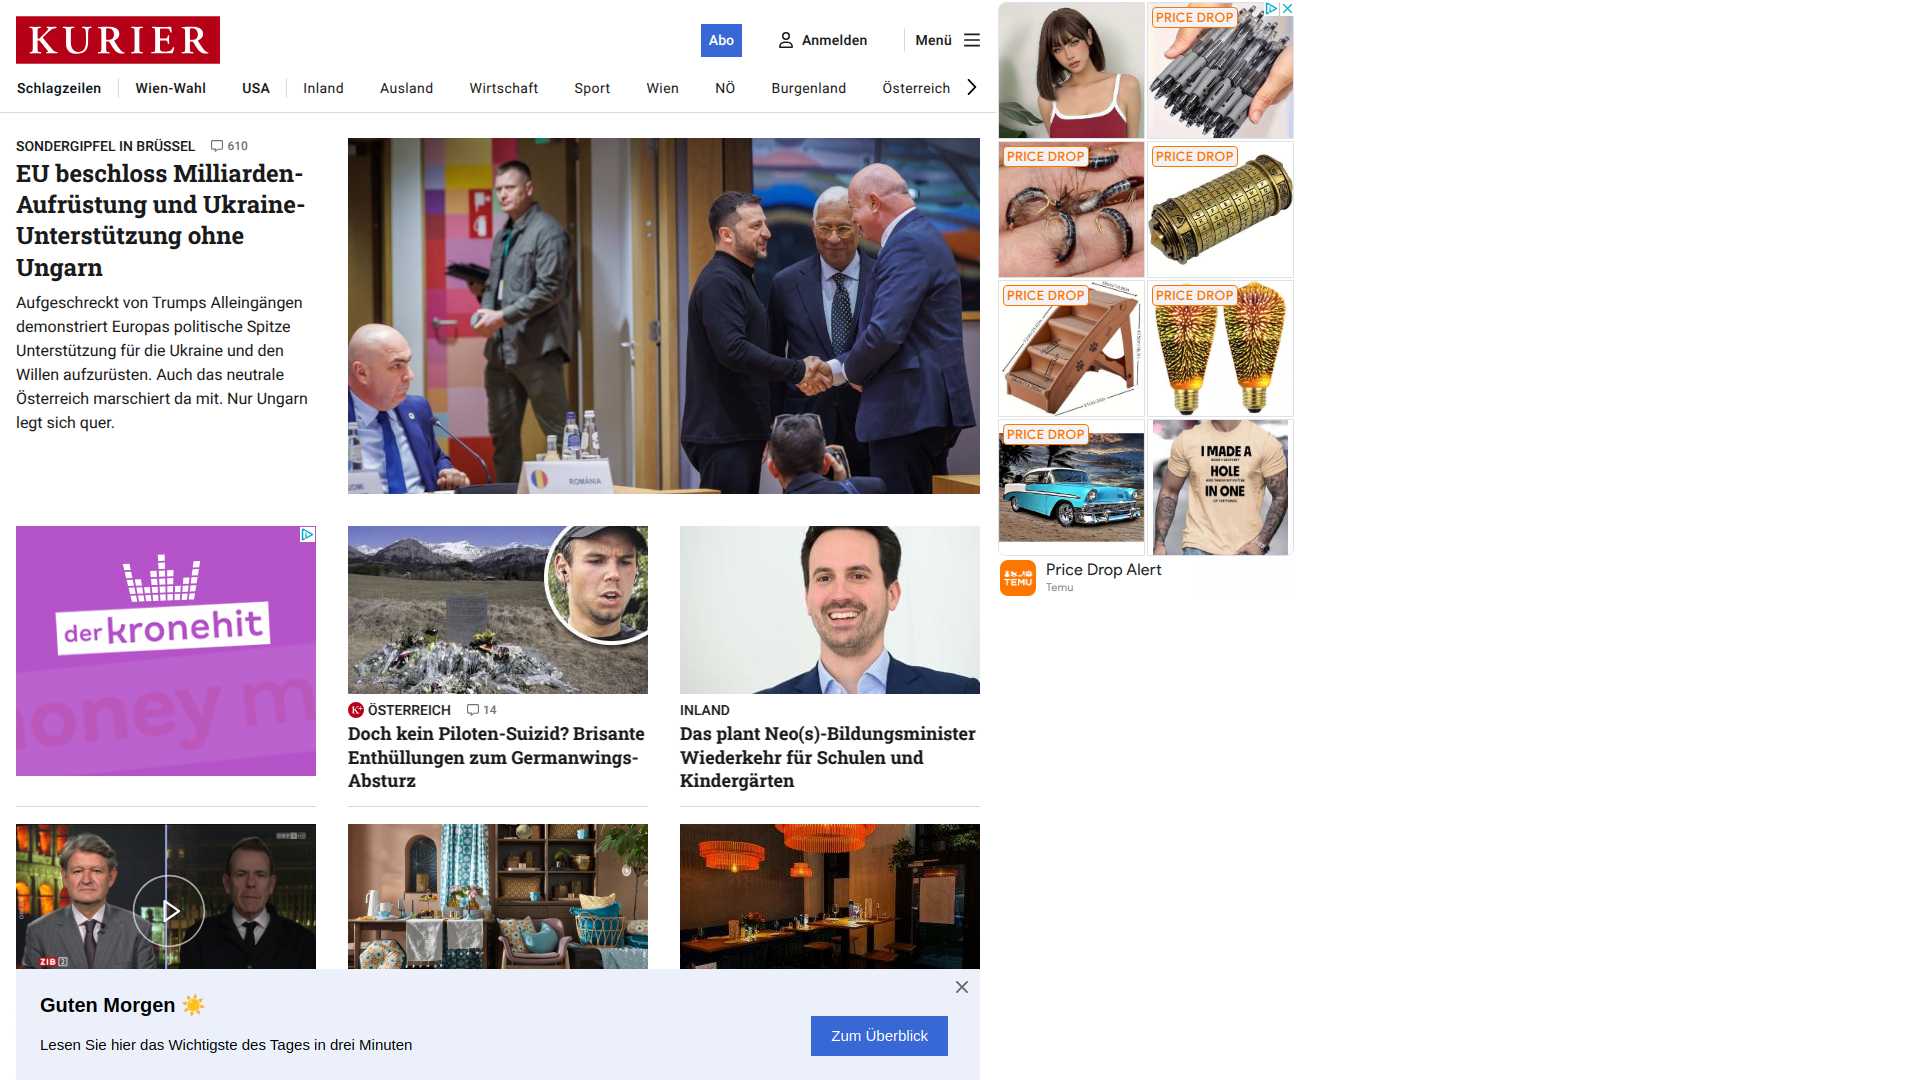 KURIER
Abo
Anmelden
Menü
Schlagzeilen
Wien-Wahl
USA
Inland
Ausland
Wirtschaft
Sport
Wien
NÖ
Burgenland
Österreich
SONDERGIPFEL IN BRÜSSEL 610
EU beschloss Milliarden-
Aufrüstung und Ukraine-
Unterstützung ohne
Ungarn
Aufgeschreckt von Trumps Alleingängen
demonstriert Europas politische Spitze
Unterstützung für die Ukraine und den
Willen aufzurüsten. Auch das neutrale
Österreich marschiert da mit. Nur Ungarn
legt sich quer.
ROMÂNIA
der kronehit
money m
K+ ÖSTERREICH 14
Doch kein Piloten-Suizid? Brisante
Enthüllungen zum Germanwings-
Absturz
INLAND
Das plant Neo(s)-Bildungsminister
Wiederkehr für Schulen und
Kindergärten
ZIB 2
Guten Morgen
Lesen Sie hier das Wichtigste des Tages in drei Minuten
Zum Überblick
PRICE DROP
PRICE DROP
PRICE DROP
PRICE DROP
PRICE DROP
PRICE DROP
I MADE A
HOLE
IN ONE
TEMU
Price Drop Alert
Temu